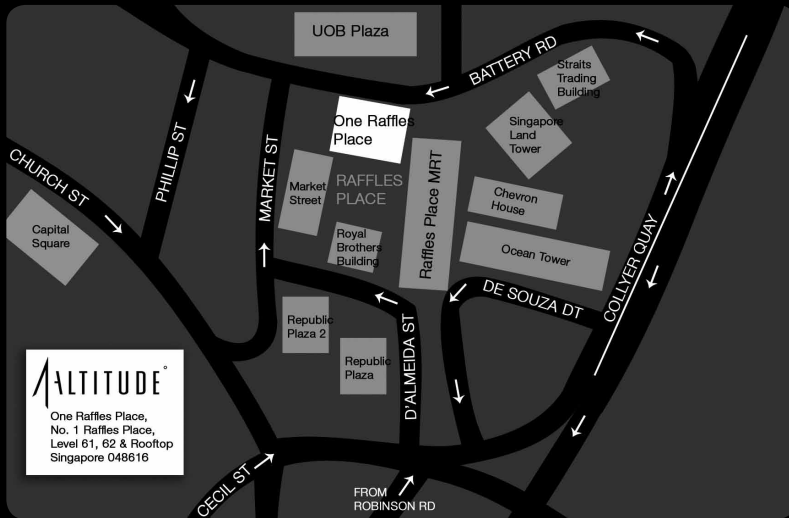 UOB Plaza
BATTERY RD
Straits
Trading
Building
One Raffles
Place
Singapore
Land
Tower
PHILLIP ST
MARKET ST
CHURCH ST
Market
Street
RAFFLES
PLACE
Raffles Place MRT
Chevron
House
Capital
Square
Royal
Brothers
Building
Ocean Tower
COLLYER QUAY
DE SOUZA DT
Republic
Plaza 2
Republic
Plaza
D'ALMEIDA ST
1ALTITUDE
One Raffles Place,
No. 1 Raffles Place,
Level 61, 62 & Rooftop
Singapore 048616
CECIL ST
FROM
ROBINSON RD